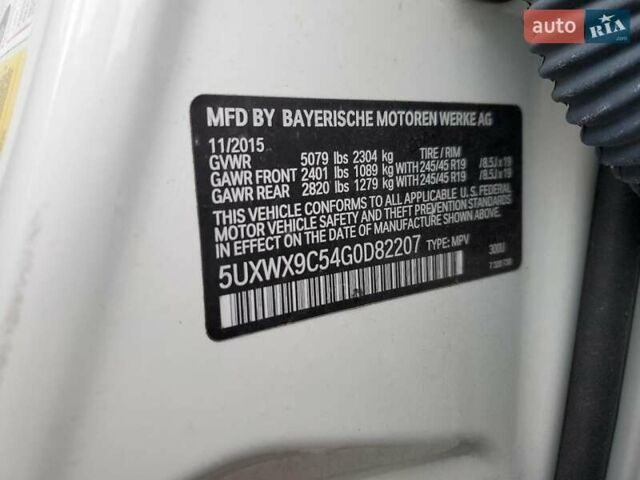 auto RIA
.com
MFD BY BAYERISCHE MOTOREN WERKE AG
11/2015
GVWR 5079 lbs 2304 kg TIRE / RIM
GAWR FRONT 2401 lbs 1089 kg WITH 245/45 R19 /8.5J x 19
GAWR REAR 2820 lbs 1279 kg WITH 245/45 R19 /8.5J x 19
THIS VEHICLE CONFORMS TO ALL APPLICABLE U.S. FEDERAL
MOTOR VEHICLE SAFETY, BUMPER, AND THEFT PREVENTION STANDARDS
IN EFFECT ON THE DATE OF MANUFACTURE SHOWN ABOVE.
5UXWX9C54G0D82207 TYPE: MPV 300U